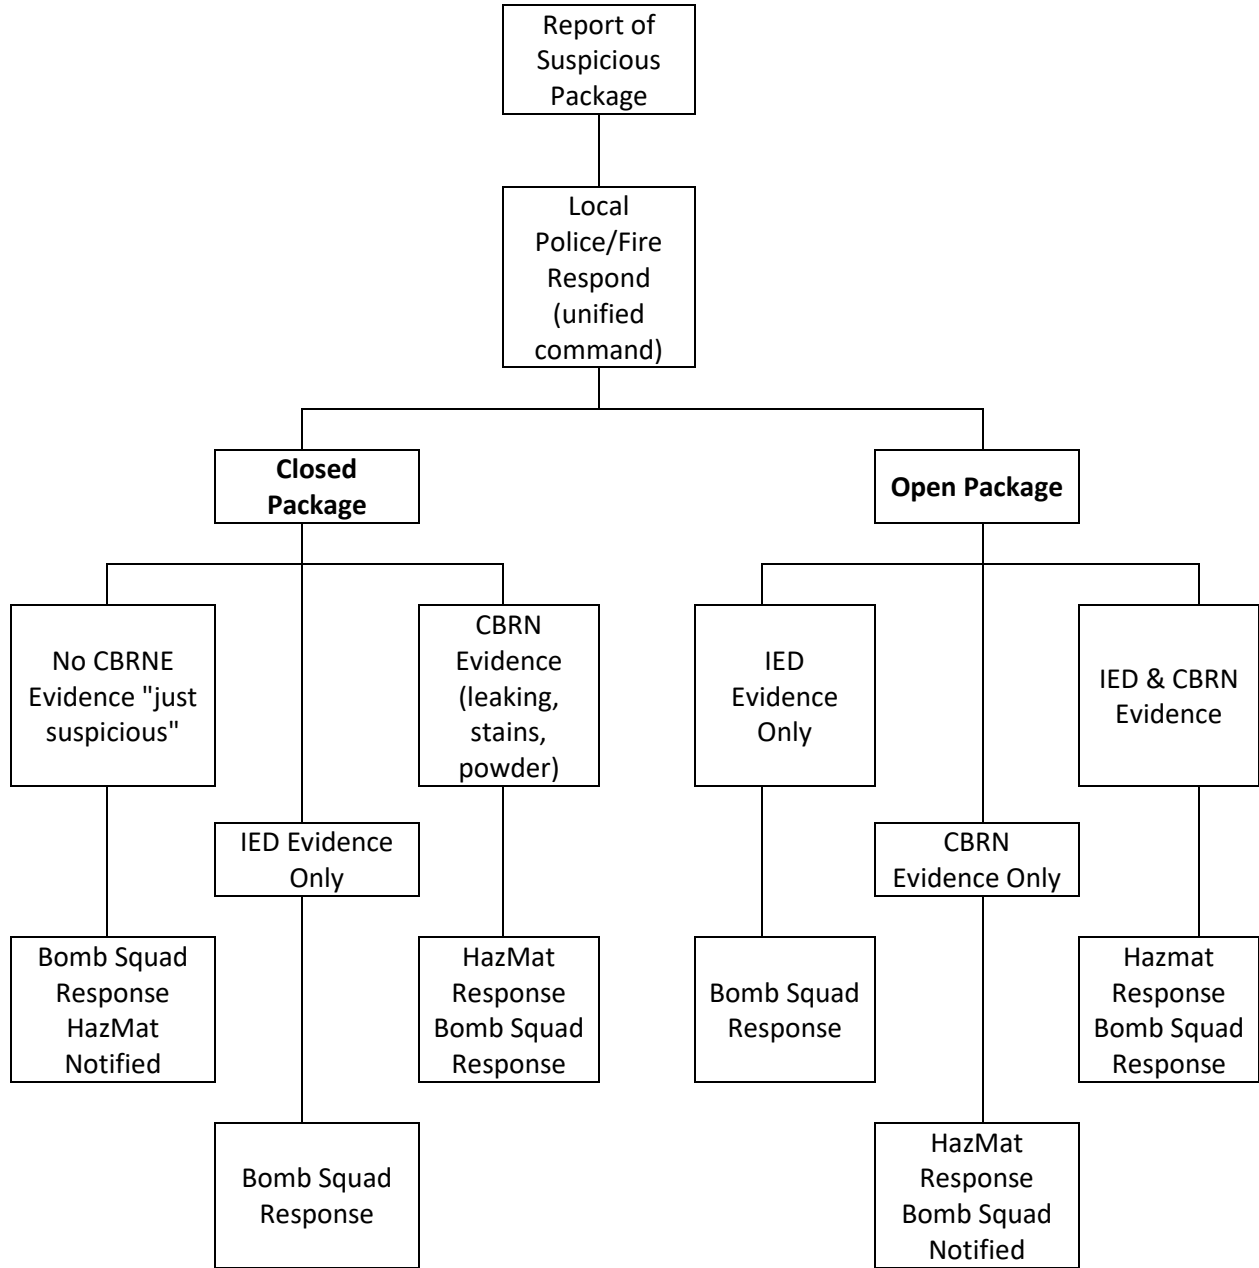 Report of
Suspicious
Package
Local
Police/Fire
Respond
(unified
command)
Closed
Package
Open Package
No CBRNE
Evidence "just
suspicious"
CBRN
Evidence
(leaking,
stains,
powder)
IED
Evidence
Only
IED & CBRN
Evidence
IED Evidence
Only
CBRN
Evidence Only
Bomb Squad
Response
HazMat
Notified
HazMat
Response
Bomb Squad
Response
Bomb Squad
Response
Hazmat
Response
Bomb Squad
Response
Bomb Squad
Response
HazMat
Response
Bomb Squad
Notified